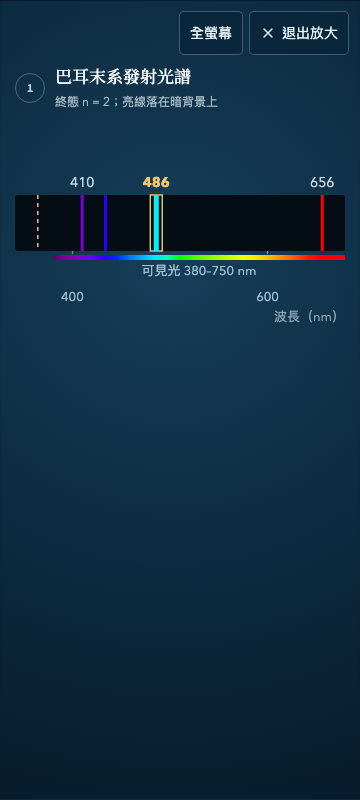 全螢幕
✕ 退出放大
1
巴耳末系發射光譜
終態 n = 2；亮線落在暗背景上
410 486 656
可見光 380–750 nm
400 600
波長（nm）